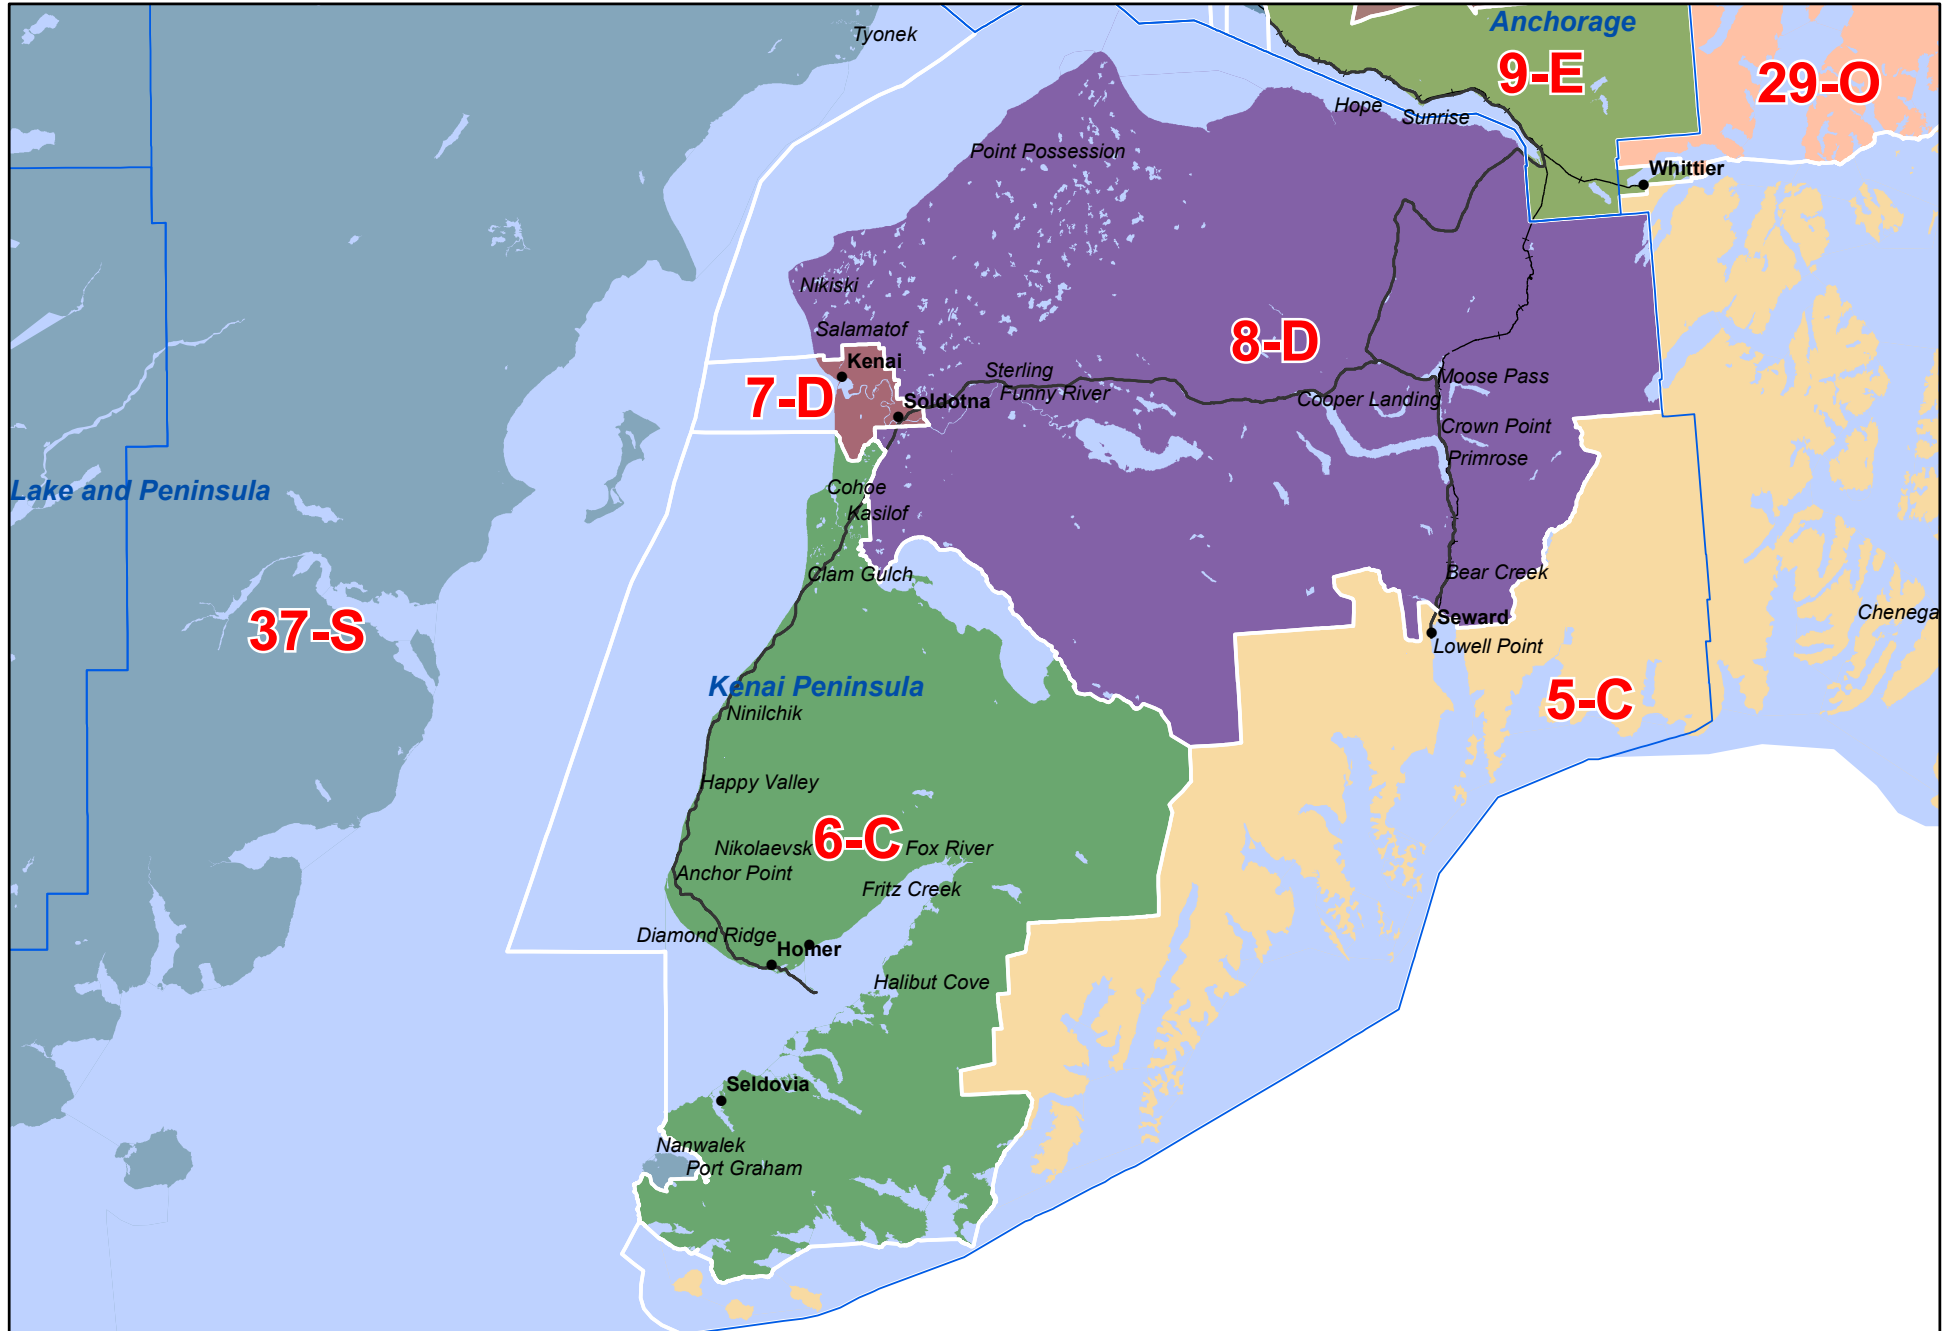 Anchorage
Tyonek
9-E
29-O
Hope
Sunrise
Point Possession
Whittier
Nikiski
Salamatof
8-D
Kenai
Sterling
Moose Pass
7-D
Soldotna
Funny River
Cooper Landing
Crown Point
Primrose
Lake and Peninsula
Cohoe
Kasilof
Clam Gulch
Bear Creek
Chenega
37-S
Seward
Lowell Point
Kenai Peninsula
5-C
Ninilchik
Happy Valley
Nikolaevsk
6-C
Fox River
Anchor Point
Fritz Creek
Diamond Ridge
Homer
Halibut Cove
Seldovia
Nanwalek
Port Graham